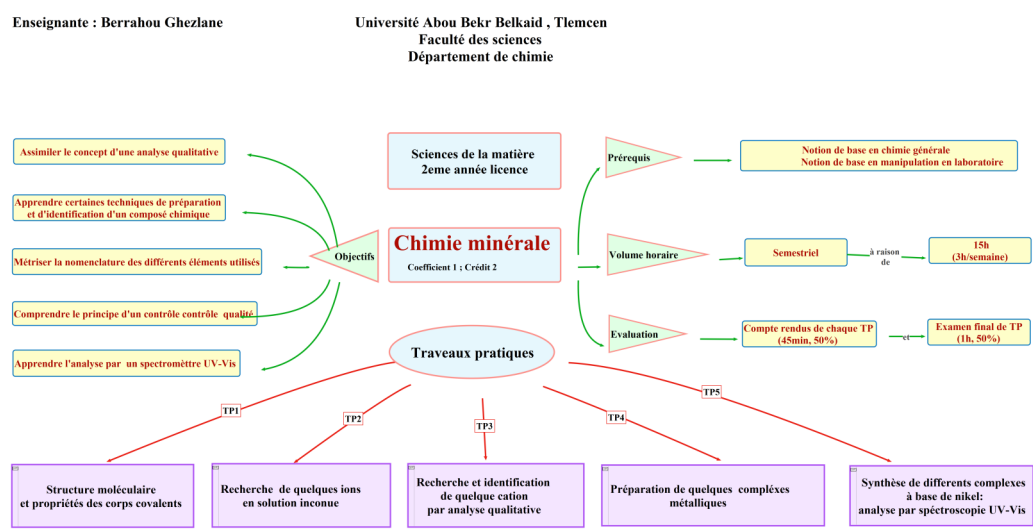 Enseignante : Berrahou Ghezlane
Université Abou Bekr Belkaid , Tlemcen
Faculté des sciences
Département de chimie
Sciences de la matière
2eme année licence
Chimie minérale
Coefficient 1 ; Crédit 2
Objectifs
Assimiler le concept d'une analyse qualitative
Apprendre certaines techniques de préparation
et d'identification d'un composé chimique
Métriser la nomenclature des différents éléments utilisés
Comprendre le principe d'un contrôle contrôle qualité
Apprendre l'analyse par un spectromèttre UV-Vis
Prérequis
Notion de base en chimie générale
Notion de base en manipulation en laboratoire
Volume horaire
Semestriel
à raison
de
15h
(3h/semaine)
Evaluation
Compte rendus de chaque TP
(45min, 50%)
et
Examen final de TP
(1h, 50%)
Traveaux pratiques
TP1
TP2
TP3
TP4
TP5
Structure moléculaire
et propriétés des corps covalents
Recherche de quelques ions
en solution inconue
Recherche et identification
de quelque cation
par analyse qualitative
Préparation de quelques compléxes
métalliques
Synthèse de differents complexes
à base de nikel:
analyse par spéctroscopie UV-Vis